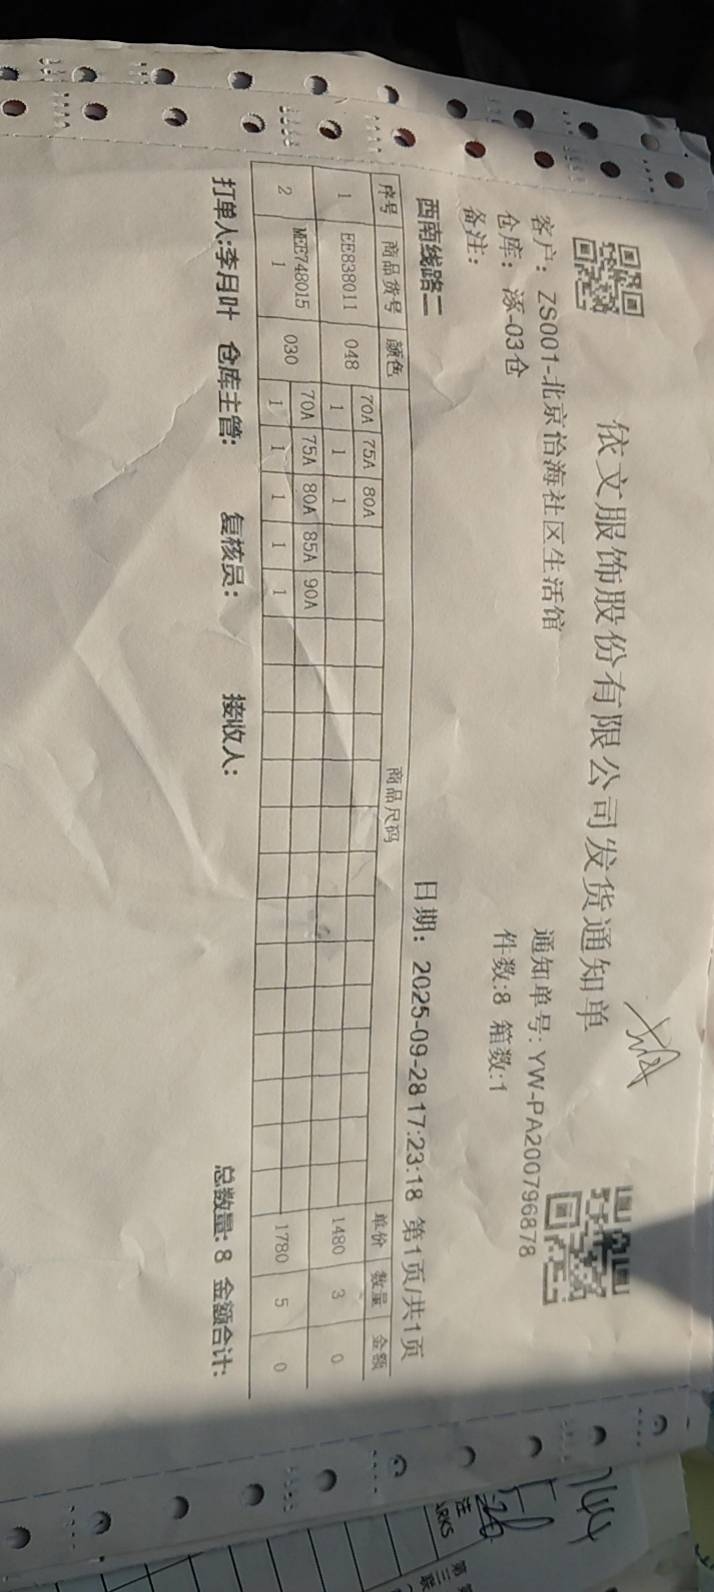 依文服饰股份有限公司发货通知单
客户：ZS001-北京怡海社区生活馆 通知单号:YW-PA200796878
仓库：涿-03仓 件数:8 箱数:1
备注：
西南线路二 日期：2025-09-28 17:23:18 第1页/共1页
序号 商品货号 颜色 商品尺码 单价 数量 金额
70A 75A 80A
1 EE838011 048 1 1 1 1480 3 0
70A 75A 80A 85A 90A
2 MEE748015 030 1 1 1 1 1 1780 5 0
1
打单人:李月叶 仓库主管: 复核员： 接收人： 总数量:8 金额合计:
注
ARKS
第三联